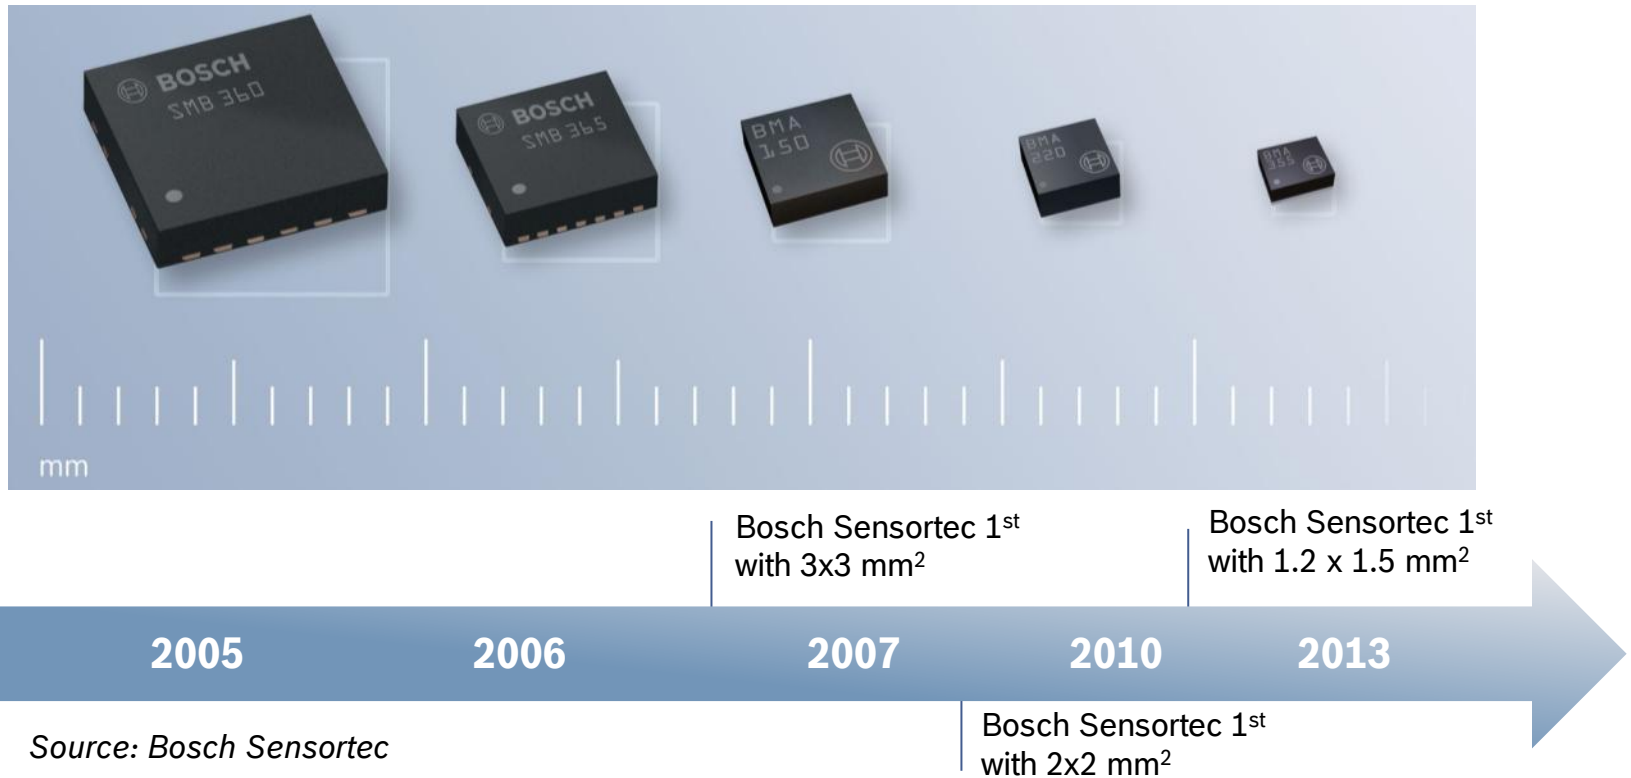 BOSCH
SMB 360
BOSCH
SMB 365
BMA
150
BMA
220
BMA
355
mm
Bosch Sensortec 1st
with 3x3 mm²
Bosch Sensortec 1st
with 1.2 x 1.5 mm²
2005 2006 2007 2010 2013
Bosch Sensortec 1st
with 2x2 mm²
Source: Bosch Sensortec